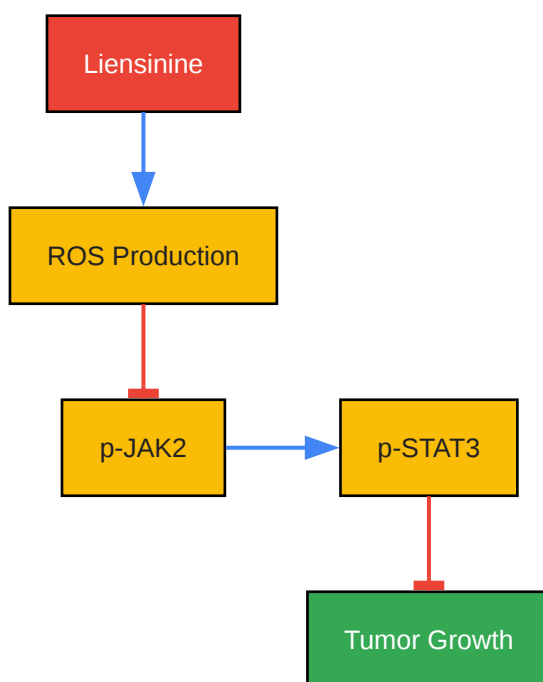 Liensinine
ROS Production
p-JAK2
p-STAT3
Tumor Growth